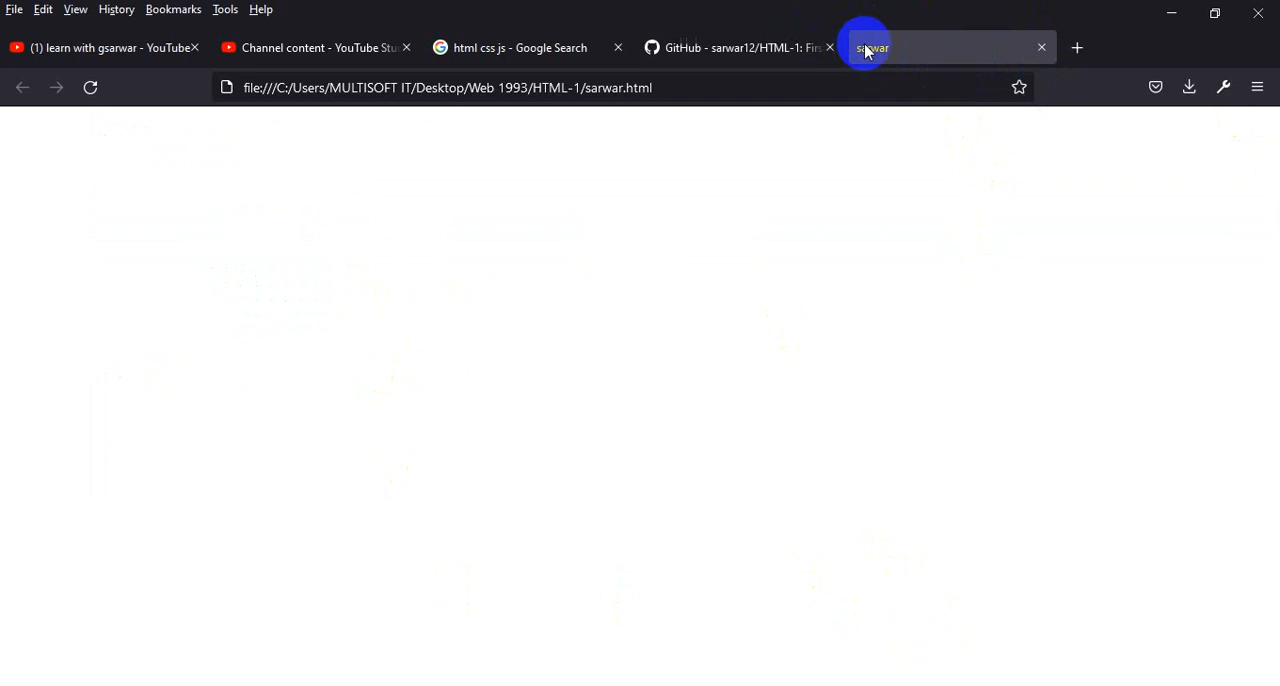 File Edit View History Bookmarks Tools Help
(1) learn with gsarwar - YouTube Channel content - YouTube Stu html css js - Google Search GitHub - sarwar12/HTML-1: Firs sarwar
file:///C:/Users/MULTISOFT IT/Desktop/Web 1993/HTML-1/sarwar.html